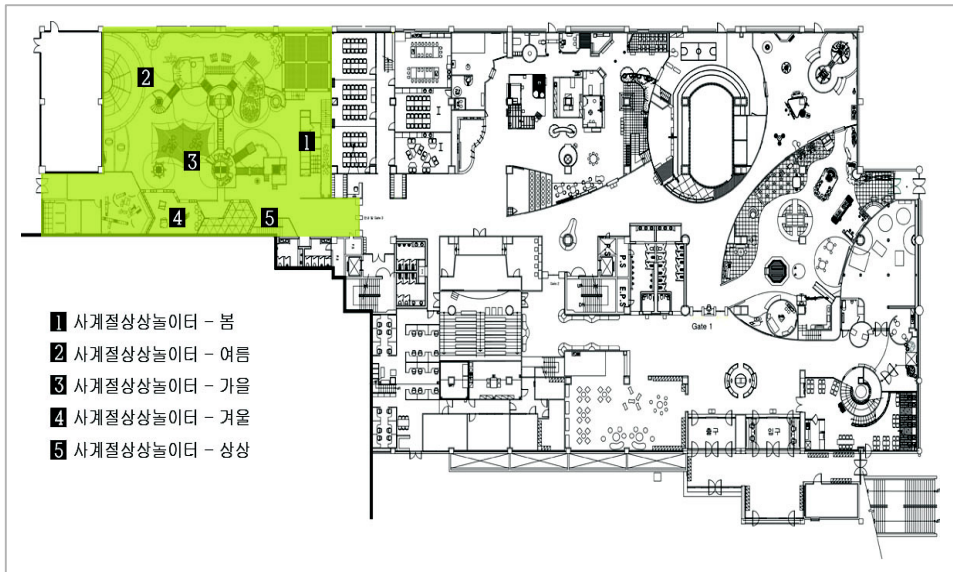 2
1
3
4
5
P.S
E.P.S
Gate 1
출구
입구
1 사계절상상놀이터 - 봄
2 사계절상상놀이터 - 여름
3 사계절상상놀이터 - 가을
4 사계절상상놀이터 - 겨울
5 사계절상상놀이터 - 상상